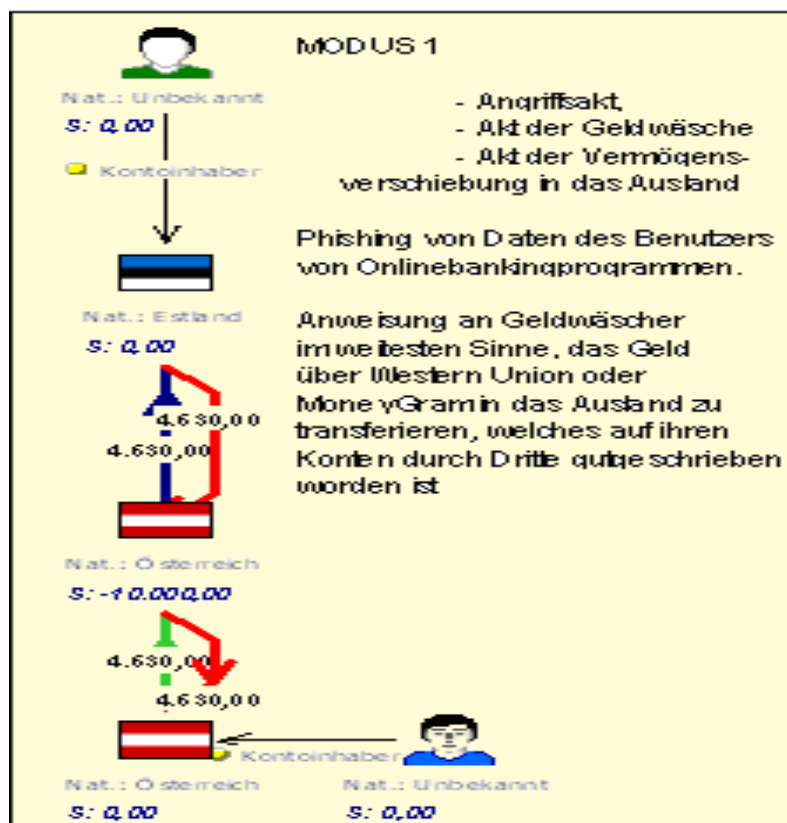 MODUS 1
Nat.: Unbekannt
S: 0,00
- Angriffsakt,
- Akt der Geldwäsche
- Akt der Vermögens-
verschiebung in das Ausland
Kontoinhaber
Phishing von Daten des Benutzers
von Onlinebankingprogrammen.
Nat.: Estland
S: 0,00
Anweisung an Geldwäscher
im weitesten Sinne, das Geld
über Western Union oder
MoneyGram in das Ausland zu
transferieren, welches auf ihren
Konten durch Dritte gutgeschrieben
worden ist
4.630,00
4.630,00
Nat.: Österreich
S: -10.000,00
4.630,00
4.630,00
Kontoinhaber
Nat.: Österreich
Nat.: Unbekannt
S: 0,00
S: 0,00